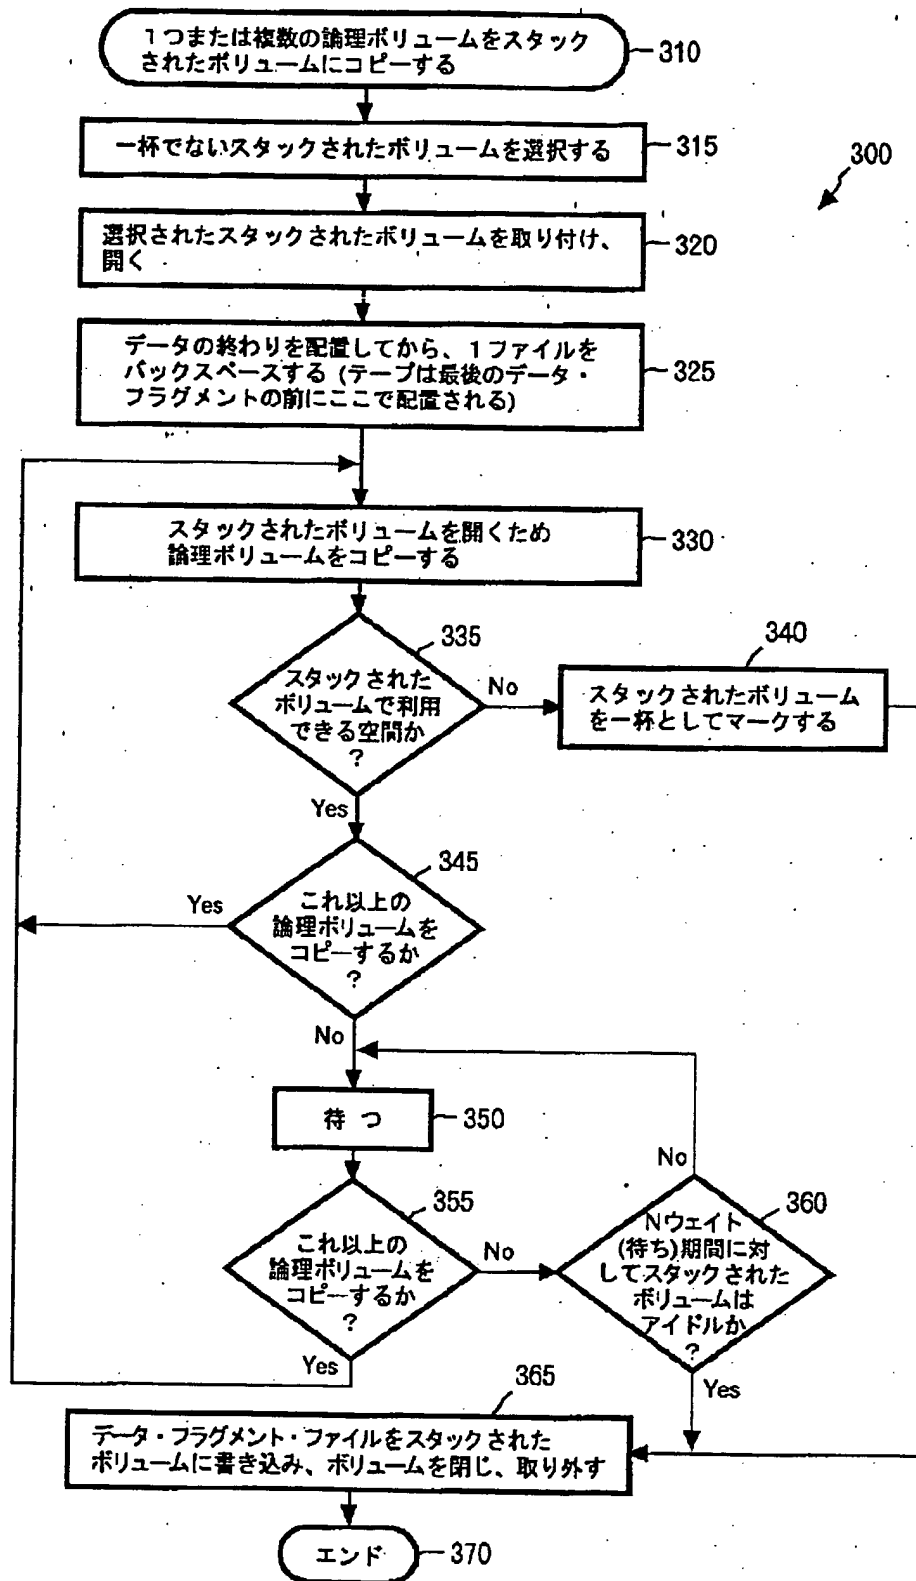 1つまたは複数の論理ボリュームをスタック
されたボリュームにコピーする
310
一杯でないスタックされたボリュームを選択する
315
300
選択されたスタックされたボリュームを取り付け、
開く
320
データの終わりを配置してから、1ファイルを
バックスペースする (テープは最後のデータ・
フラグメントの前にここで配置される)
325
スタックされたボリュームを開くため
論理ボリュームをコピーする
330
335
スタックされた
ボリュームで利用
できる空間か
?
No
Yes
340
スタックされたボリューム
を一杯としてマークする
345
これ以上の
論理ボリュームを
コピーするか
?
Yes
No
待つ
350
355
これ以上の
論理ボリュームを
コピーするか
?
No
Yes
360
Nウェイト
(待ち)期間に対
してスタックされた
ボリュームは
アイドルか
?
No
Yes
365
データ・フラグメント・ファイルをスタックされた
ボリュームに書き込み、ボリュームを閉じ、取り外す
エンド
370